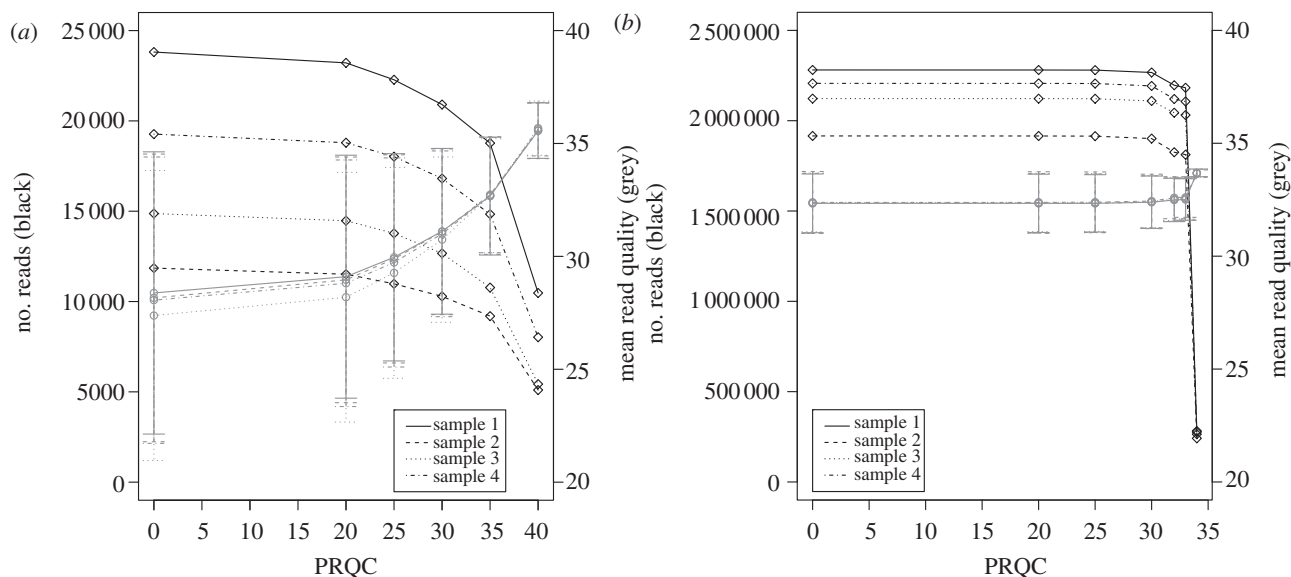 (a)
25 000
20 000
15 000
10 000
5000
0
no. reads (black)
40
35
30
25
20
mean read quality (grey)
0 5 10 15 20 25 30 35 40
PRQC
sample 1
sample 2
sample 3
sample 4
(b)
2 500 000
2 000 000
1 500 000
1 000 000
500 000
0
no. reads (black)
40
35
30
25
20
mean read quality (grey)
0 5 10 15 20 25 30 35
PRQC
sample 1
sample 2
sample 3
sample 4